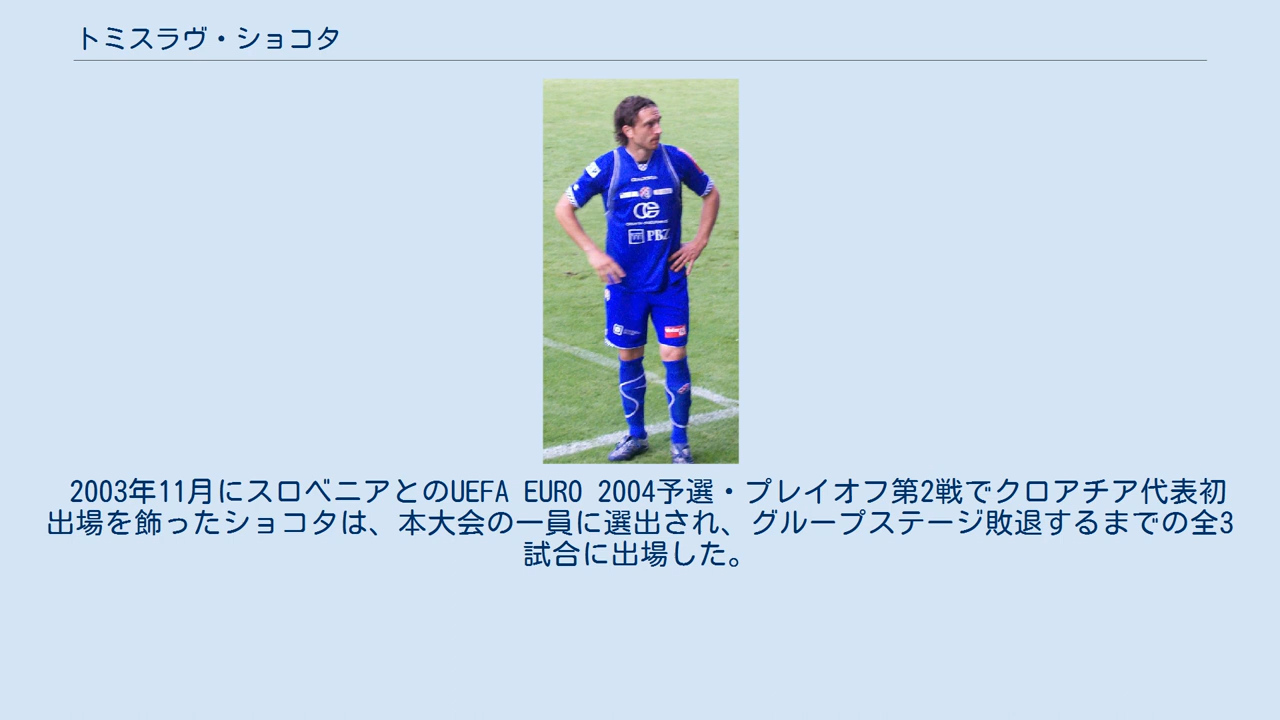 トミスラヴ・ショコタ
PBZ
2003年11月にスロベニアとのUEFA EURO 2004予選・プレイオフ第2戦でクロアチア代表初
出場を飾ったショコタは、本大会の一員に選出され、グループステージ敗退するまでの全3
試合に出場した。